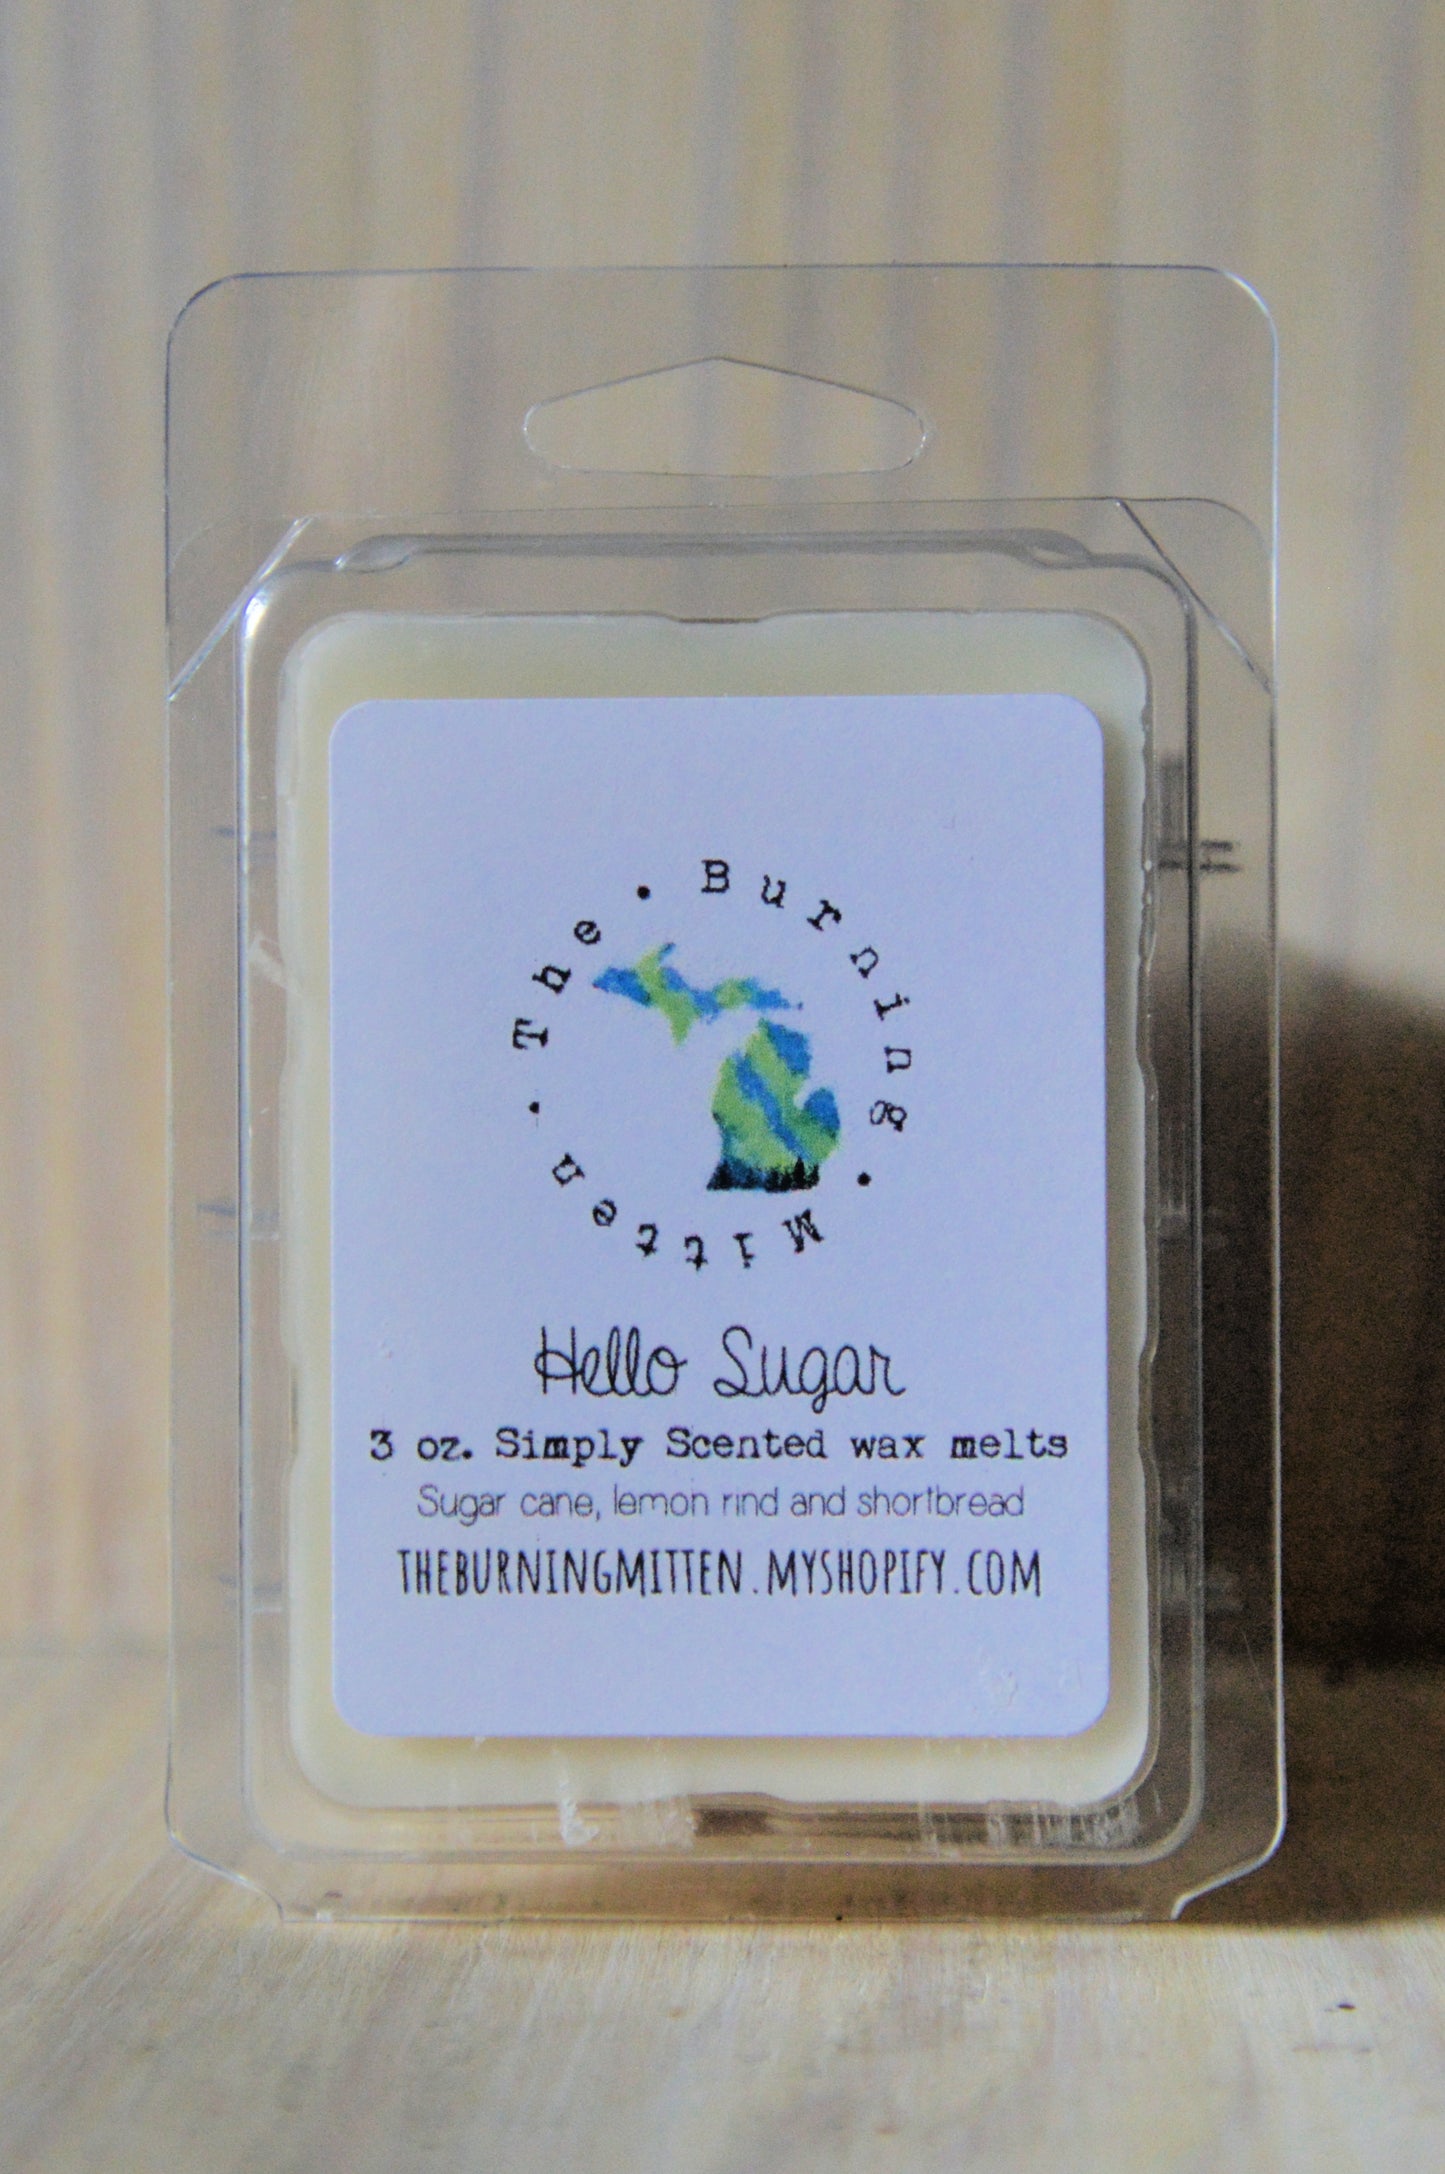 The • Burning • Mitten •
Hello Sugar
3 oz. Simply Scented wax melts
Sugar cane, lemon rind and shortbread
THEBURNINGMITTEN.MYSHOPIFY.COM